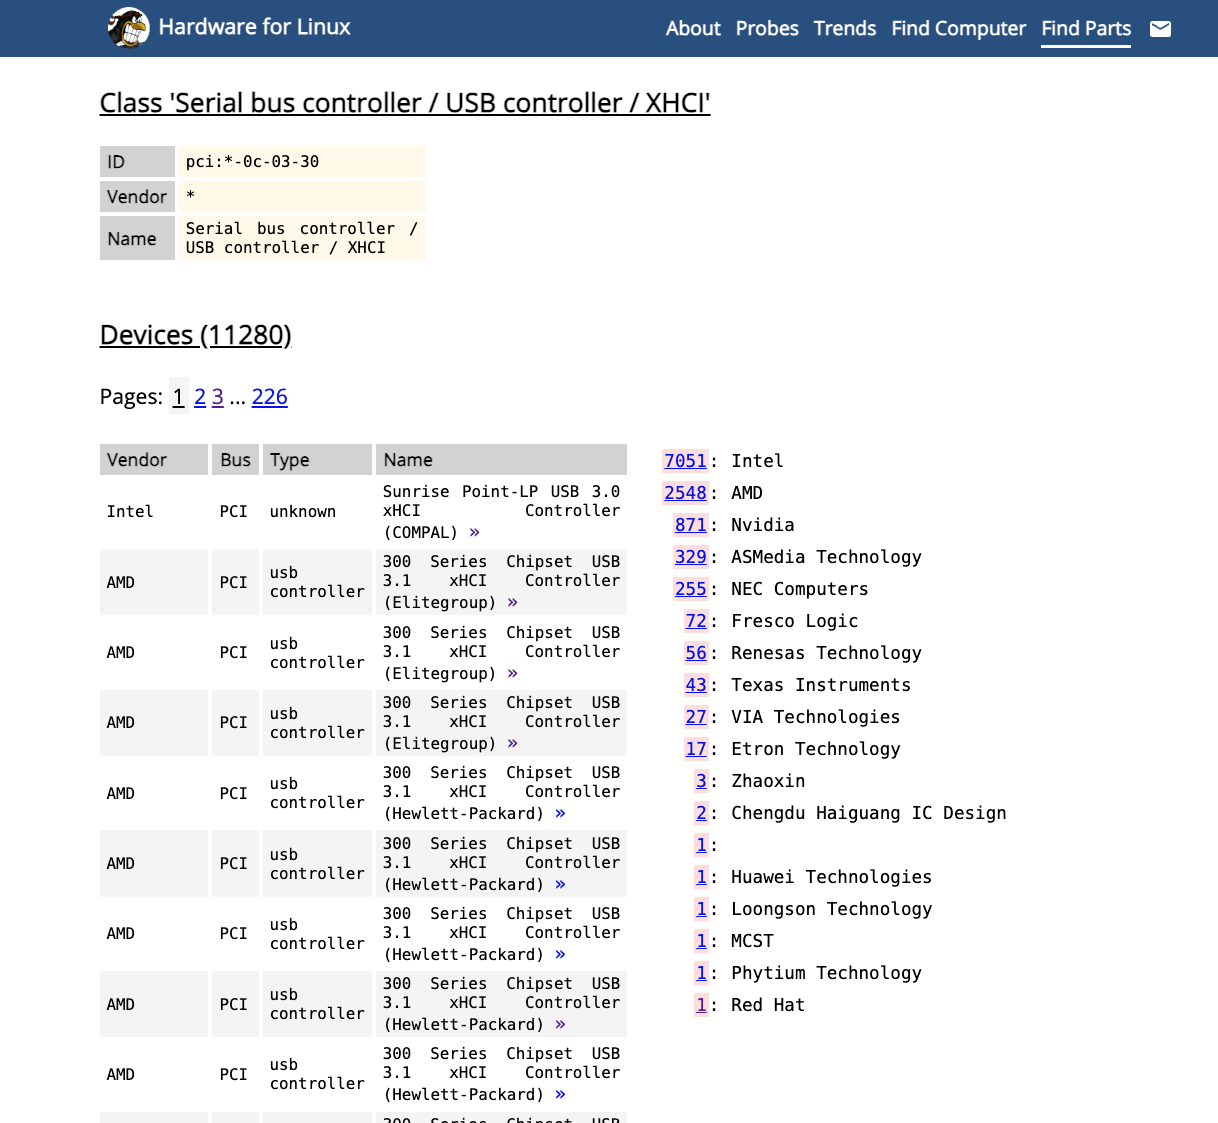 Hardware for Linux
About Probes Trends Find Computer Find Parts
Class 'Serial bus controller / USB controller / XHCI'
ID pci:*-0c-03-30
Vendor *
Name Serial bus controller /
USB controller / XHCI
Devices (11280)
Pages: 1 2 3 ... 226
Vendor Bus Type Name
Intel PCI unknown Sunrise Point-LP USB 3.0
xHCI Controller
(COMPAL) »
AMD PCI usb controller 300 Series Chipset USB
3.1 xHCI Controller
(Elitegroup) »
AMD PCI usb controller 300 Series Chipset USB
3.1 xHCI Controller
(Elitegroup) »
AMD PCI usb controller 300 Series Chipset USB
3.1 xHCI Controller
(Elitegroup) »
AMD PCI usb controller 300 Series Chipset USB
3.1 xHCI Controller
(Hewlett-Packard) »
AMD PCI usb controller 300 Series Chipset USB
3.1 xHCI Controller
(Hewlett-Packard) »
AMD PCI usb controller 300 Series Chipset USB
3.1 xHCI Controller
(Hewlett-Packard) »
AMD PCI usb controller 300 Series Chipset USB
3.1 xHCI Controller
(Hewlett-Packard) »
AMD PCI usb controller 300 Series Chipset USB
3.1 xHCI Controller
(Hewlett-Packard) »
300 Series Chipset USB
7051: Intel
2548: AMD
871: Nvidia
329: ASMedia Technology
255: NEC Computers
72: Fresco Logic
56: Renesas Technology
43: Texas Instruments
27: VIA Technologies
17: Etron Technology
3: Zhaoxin
2: Chengdu Haiguang IC Design
1:
1: Huawei Technologies
1: Loongson Technology
1: MCST
1: Phytium Technology
1: Red Hat